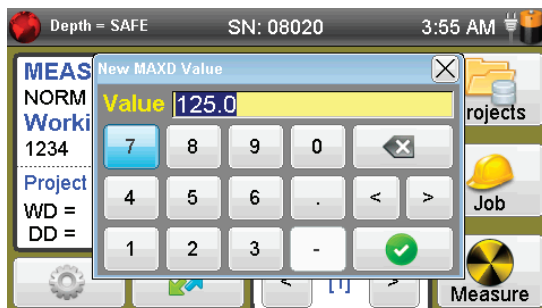 Depth = SAFE SN: 08020 3:55 AM
MEAS
NORM
Worki
1234
Project
WD =
DD =
New MAXD Value
Value 125.0
7 8 9 0
4 5 6 . < >
1 2 3 -
rojects
Job
< [1] >
Measure